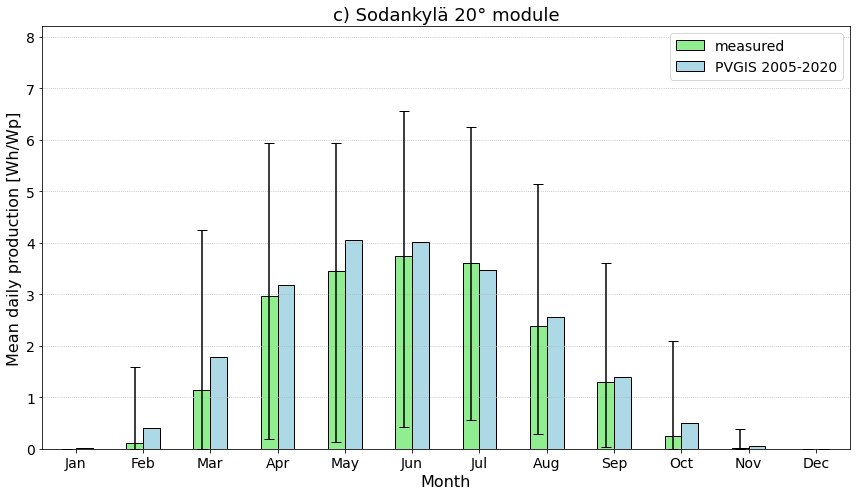 c) Sodankylä 20° module
measured
PVGIS 2005-2020
Mean daily production [Wh/Wp]
8
7
6
5
4
3
2
1
0
Jan Feb Mar Apr May Jun Jul Aug Sep Oct Nov Dec
Month